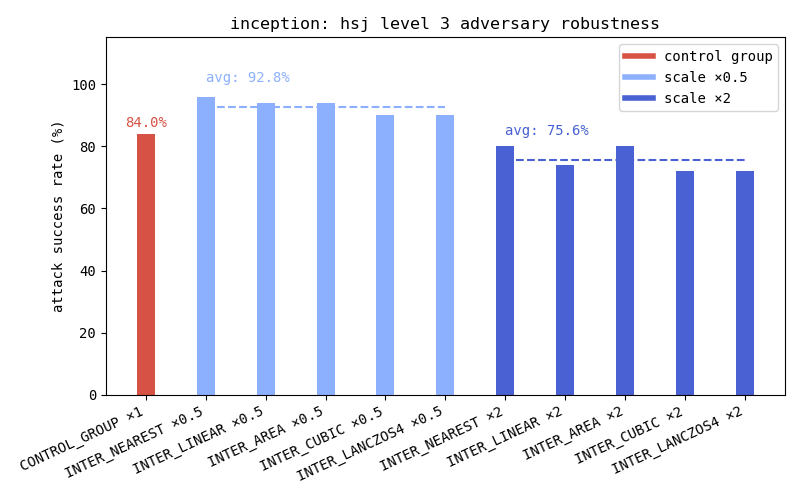 inception: hsj level 3 adversary robustness
attack success rate (%)
100
80
60
40
20
0
84.0%
avg: 92.8%
avg: 75.6%
control group
scale ×0.5
scale ×2
CONTROL_GROUP ×1
INTER_NEAREST ×0.5
INTER_LINEAR ×0.5
INTER_AREA ×0.5
INTER_CUBIC ×0.5
INTER_LANCZOS4 ×0.5
INTER_NEAREST ×2
INTER_LINEAR ×2
INTER_AREA ×2
INTER_CUBIC ×2
INTER_LANCZOS4 ×2